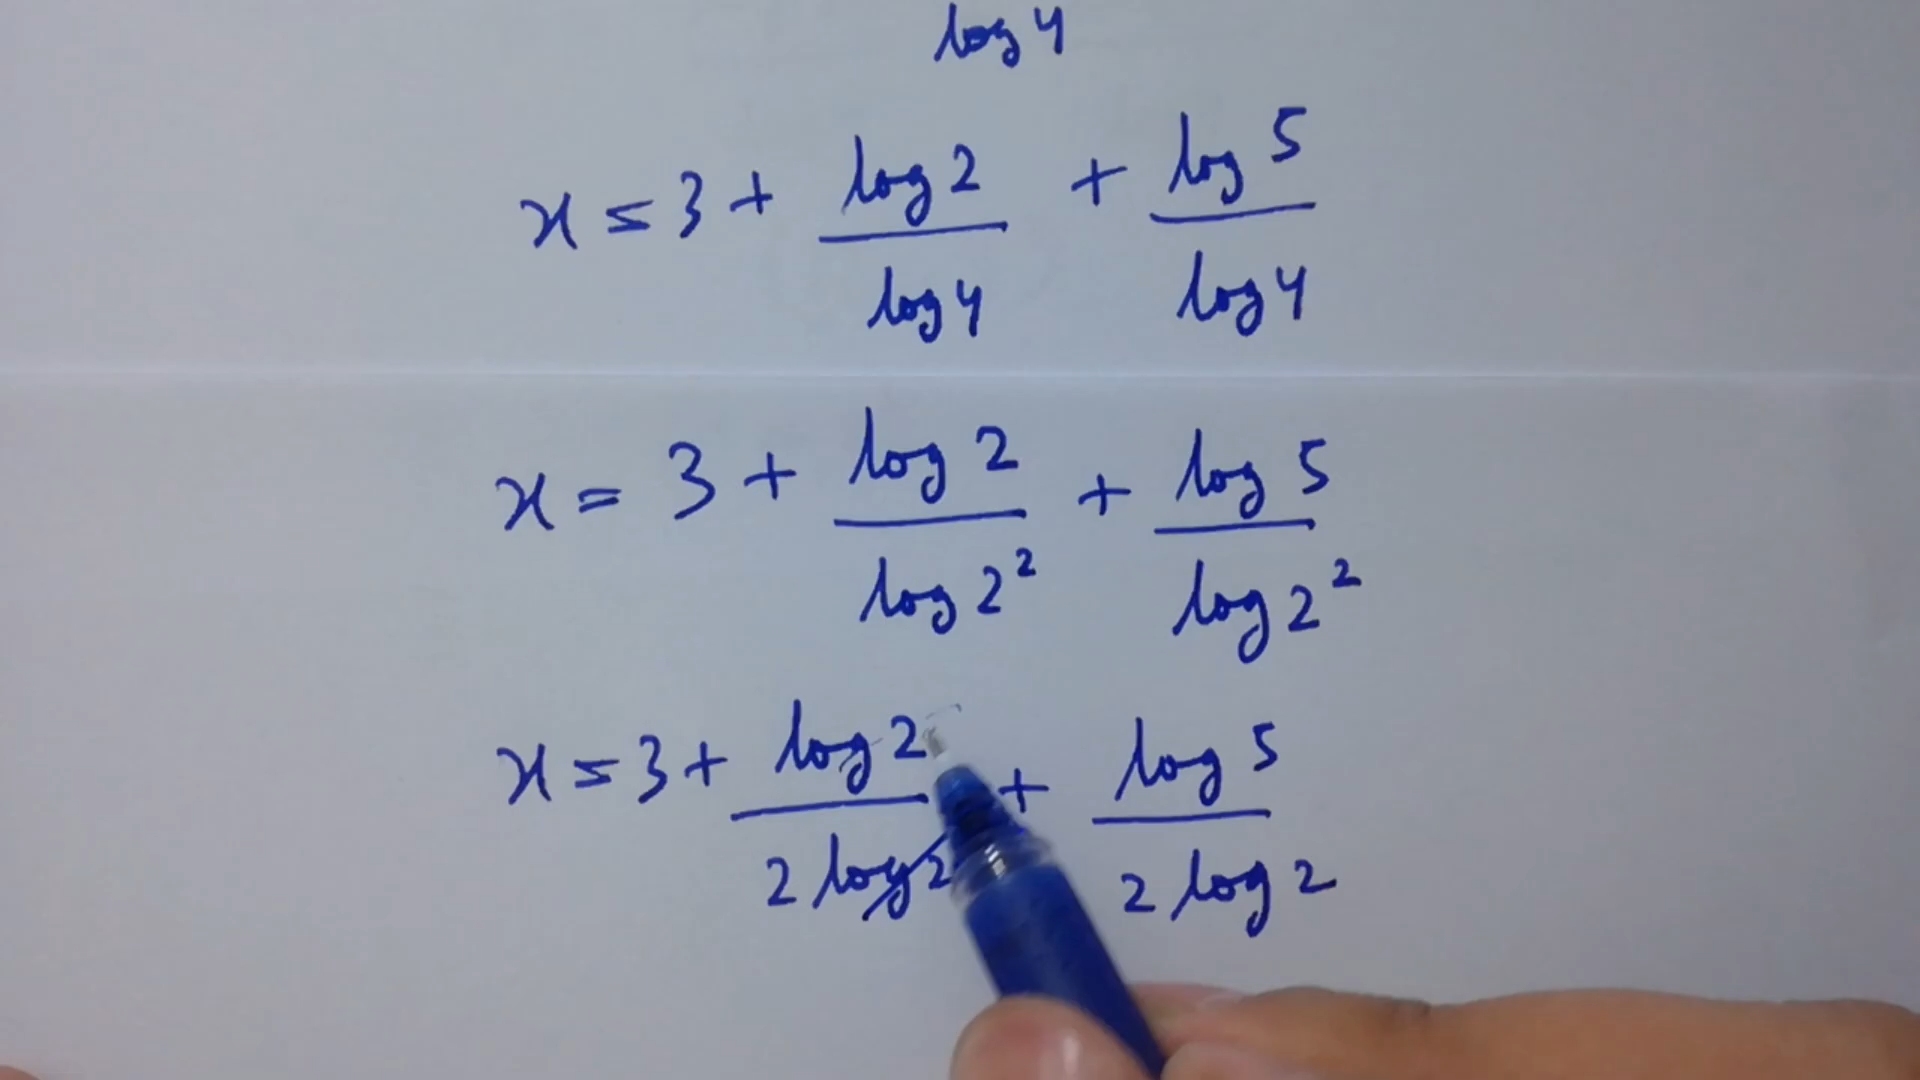 log 4
x = 3 + log 2 / log 4 + log 5 / log 4
x = 3 + log 2 / log 2² + log 5 / log 2²
x = 3 + log 2 / 2 log 2 + log 5 / 2 log 2